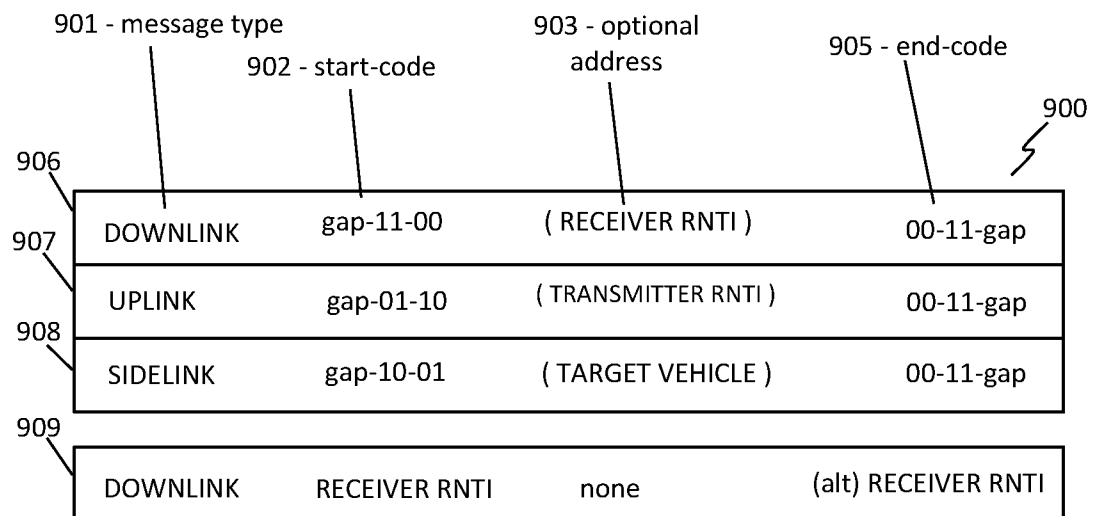 901 - message type
903 - optional
address
905 - end-code
902 - start-code
900
906
DOWNLINK gap-11-00 ( RECEIVER RNTI ) 00-11-gap
907
UPLINK gap-01-10 ( TRANSMITTER RNTI ) 00-11-gap
908
SIDELINK gap-10-01 ( TARGET VEHICLE ) 00-11-gap
909
DOWNLINK RECEIVER RNTI none (alt) RECEIVER RNTI